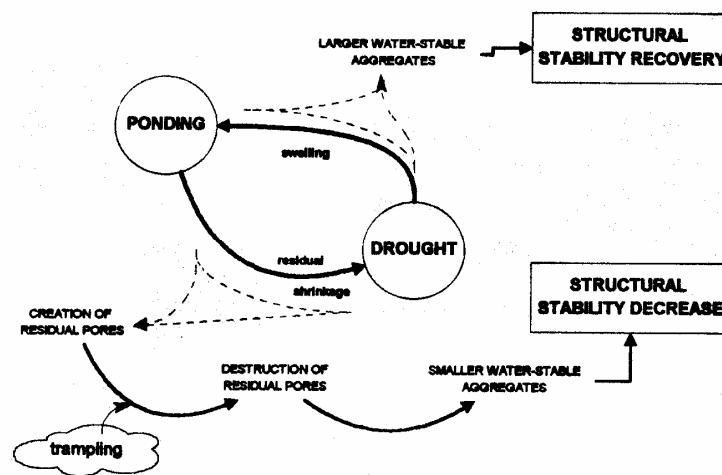 LARGER WATER-STABLE
AGGREGATES
STRUCTURAL
STABILITY RECOVERY
PONDING
swelling
DROUGHT
residual
shrinkage
STRUCTURAL
STABILITY DECREASE
CREATION OF
RESIDUAL PORES
DESTRUCTION OF
RESIDUAL PORES
SMALLER WATER-STABLE
AGGREGATES
trampling